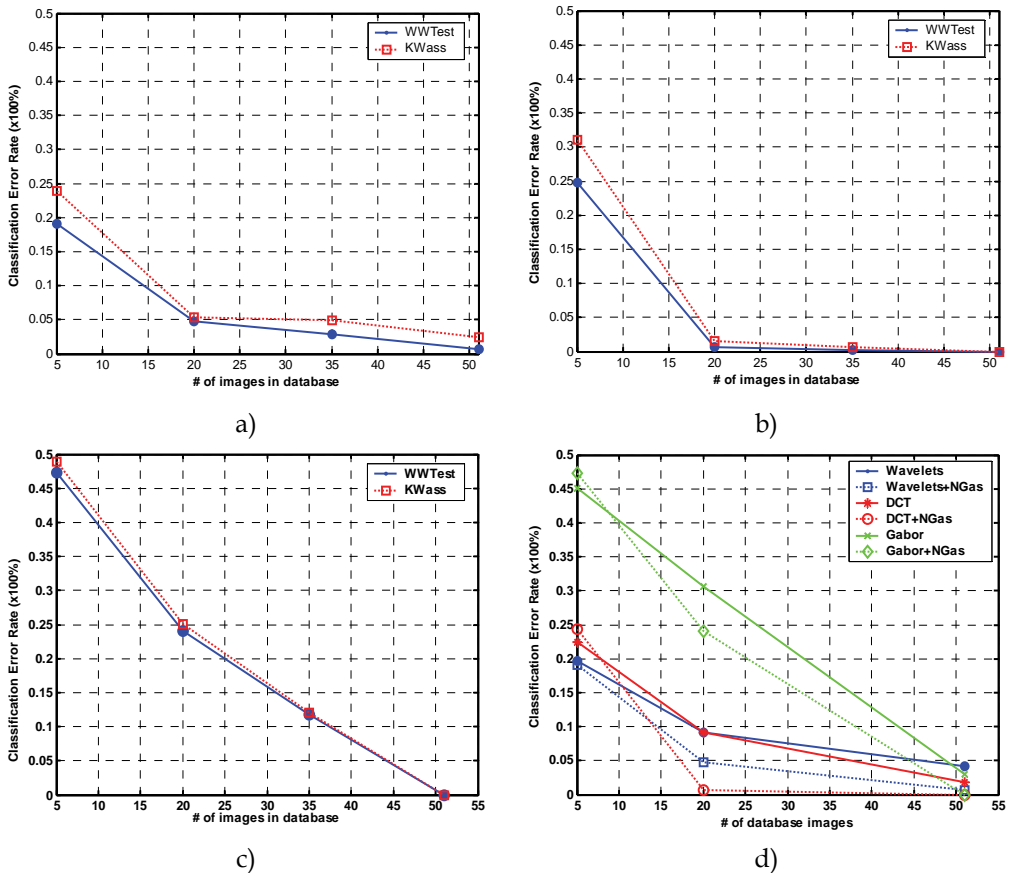 WWTest
KWass
0.5
0.45
0.4
0.35
0.3
0.25
0.2
0.15
0.1
0.05
0
Classification Error Rate (x100%)
5 10 15 20 25 30 35 40 45 50
# of images in database
a)
WWTest
KWass
0.5
0.45
0.4
0.35
0.3
0.25
0.2
0.15
0.1
0.05
0
Classification Error Rate (x100%)
5 10 15 20 25 30 35 40 45 50
# of images in database
b)
WWTest
KWass
0.5
0.45
0.4
0.35
0.3
0.25
0.2
0.15
0.1
0.05
0
Classification Error Rate (x100%)
5 10 15 20 25 30 35 40 45 50 55
# of images in database
c)
Wavelets
Wavelets+NGas
DCT
DCT+NGas
Gabor
Gabor+NGas
0.5
0.45
0.4
0.35
0.3
0.25
0.2
0.15
0.1
0.05
0
Classification Error Rate (x100%)
5 10 15 20 25 30 35 40 45 50 55
# of database images
d)